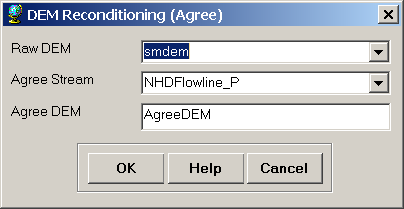 DEM Reconditioning (Agree)
Raw DEM smdem
Agree Stream NHDFlowline_P
Agree DEM AgreeDEM
OK Help Cancel